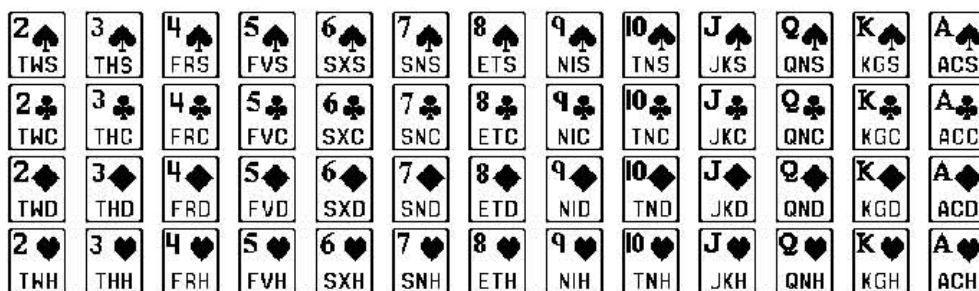 2 3 4 5 6 7 8 9 10 J Q K A
TWS THS FRS FVS SXS SNS ETS NIS TNS JKS QNS KGS ACS
2 3 4 5 6 7 8 9 10 J Q K A
TWC THC FRC FVC SXC SNC ETC NIC TNC JKC QNC KGC ACC
2 3 4 5 6 7 8 9 10 J Q K A
TWD THD FRD FVD SXD SND ETD NID TND JKD QND KGD ACD
2 3 4 5 6 7 8 9 10 J Q K A
TWH THH FRH FVH SXH SNH ETH NIH TNH JKH QNH KGH ACH